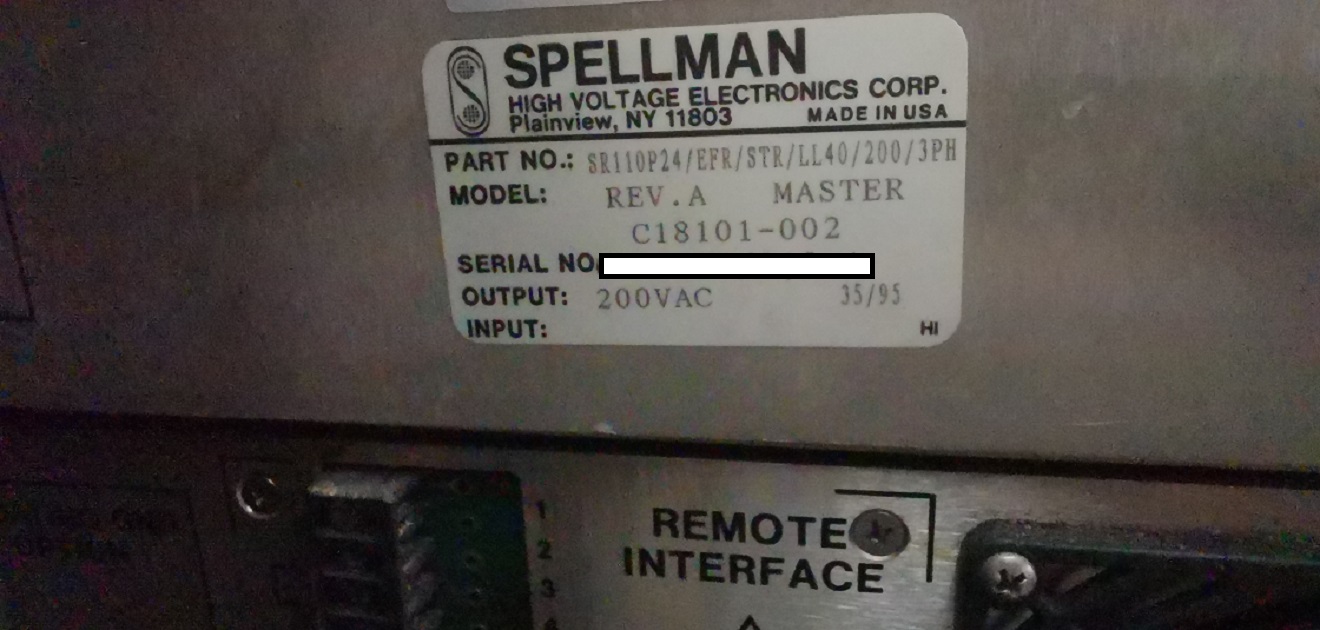 SPELLMAN
HIGH VOLTAGE ELECTRONICS CORP.
Plainview, NY 11803 MADE IN USA
PART NO.: SR110P24/EFR/STR/LL40/200/3PH
MODEL: REV.A MASTER
C18101-002
SERIAL NO
OUTPUT: 200VAC 35/95
INPUT: HI
REMOTE
INTERFACE
1
2
3
4